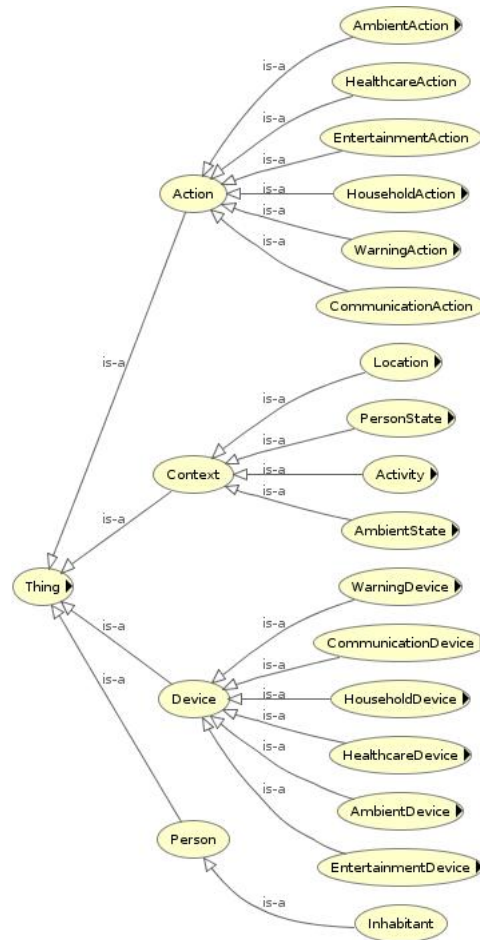 AmbientAction
is-a
HealthcareAction
is-a
EntertainmentAction
is-a
Action
is-a
HouseholdAction
is-a
WarningAction
is-a
CommunicationAction
is-a
Location
is-a
PersonState
is-a
Context
is-a
Activity
is-a
AmbientState
is-a
Thing
WarningDevice
is-a
is-a
CommunicationDevice
is-a
Device
is-a
HouseholdDevice
is-a
is-a
HealthcareDevice
is-a
AmbientDevice
is-a
Person
EntertainmentDevice
is-a
Inhabitant